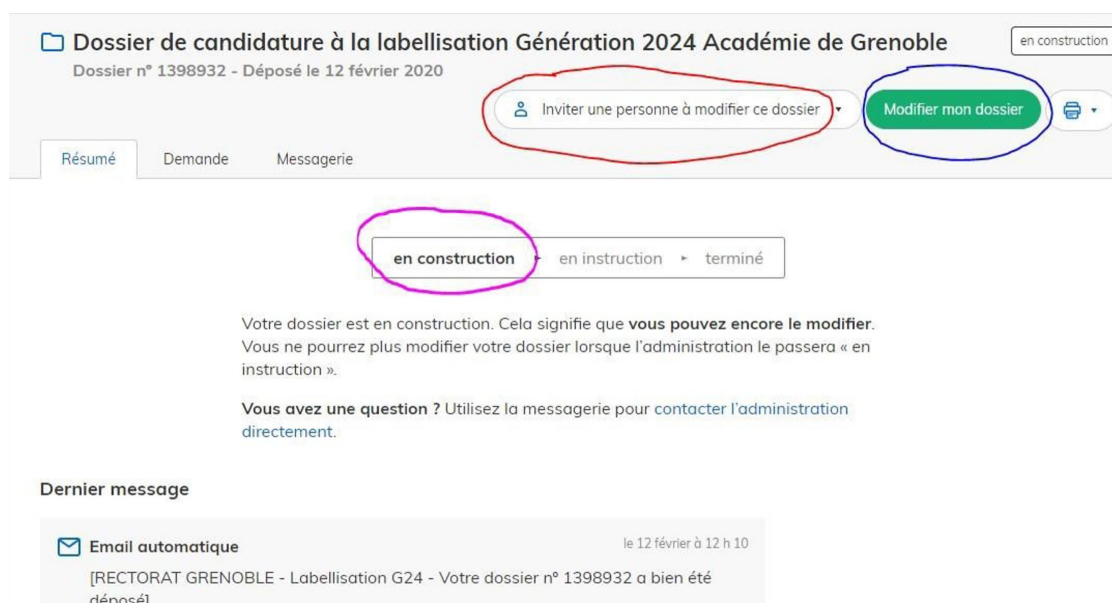 Dossier de candidature à la labellisation Génération 2024 Académie de Grenoble
en construction
Dossier nº 1398932 - Déposé le 12 février 2020
Inviter une personne à modifier ce dossier
Modifier mon dossier
Résumé
Demande
Messagerie
en construction
en instruction
terminé
Votre dossier est en construction. Cela signifie que vous pouvez encore le modifier.
Vous ne pourrez plus modifier votre dossier lorsque l'administration le passera « en
instruction ».
Vous avez une question ? Utilisez la messagerie pour contacter l'administration
directement.
Dernier message
Email automatique
le 12 février à 12 h 10
[RECTORAT GRENOBLE - Labellisation G24 - Votre dossier nº 1398932 a bien été
déposé]